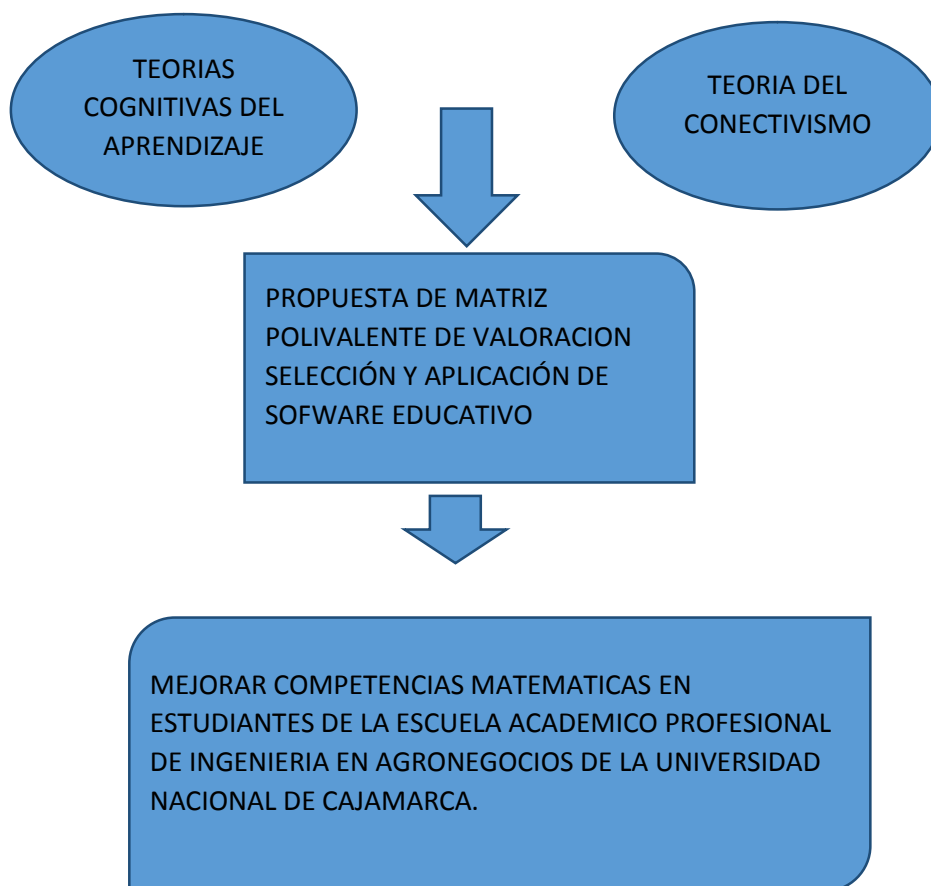 TEORIAS
COGNITIVAS DEL
APRENDIZAJE
TEORIA DEL
CONECTIVISMO
PROPUESTA DE MATRIZ
POLIVALENTE DE VALORACION
SELECCIÓN Y APLICACIÓN DE
SOFWARE EDUCATIVO
MEJORAR COMPETENCIAS MATEMATICAS EN
ESTUDIANTES DE LA ESCUELA ACADEMICO PROFESIONAL
DE INGENIERIA EN AGRONEGOCIOS DE LA UNIVERSIDAD
NACIONAL DE CAJAMARCA.